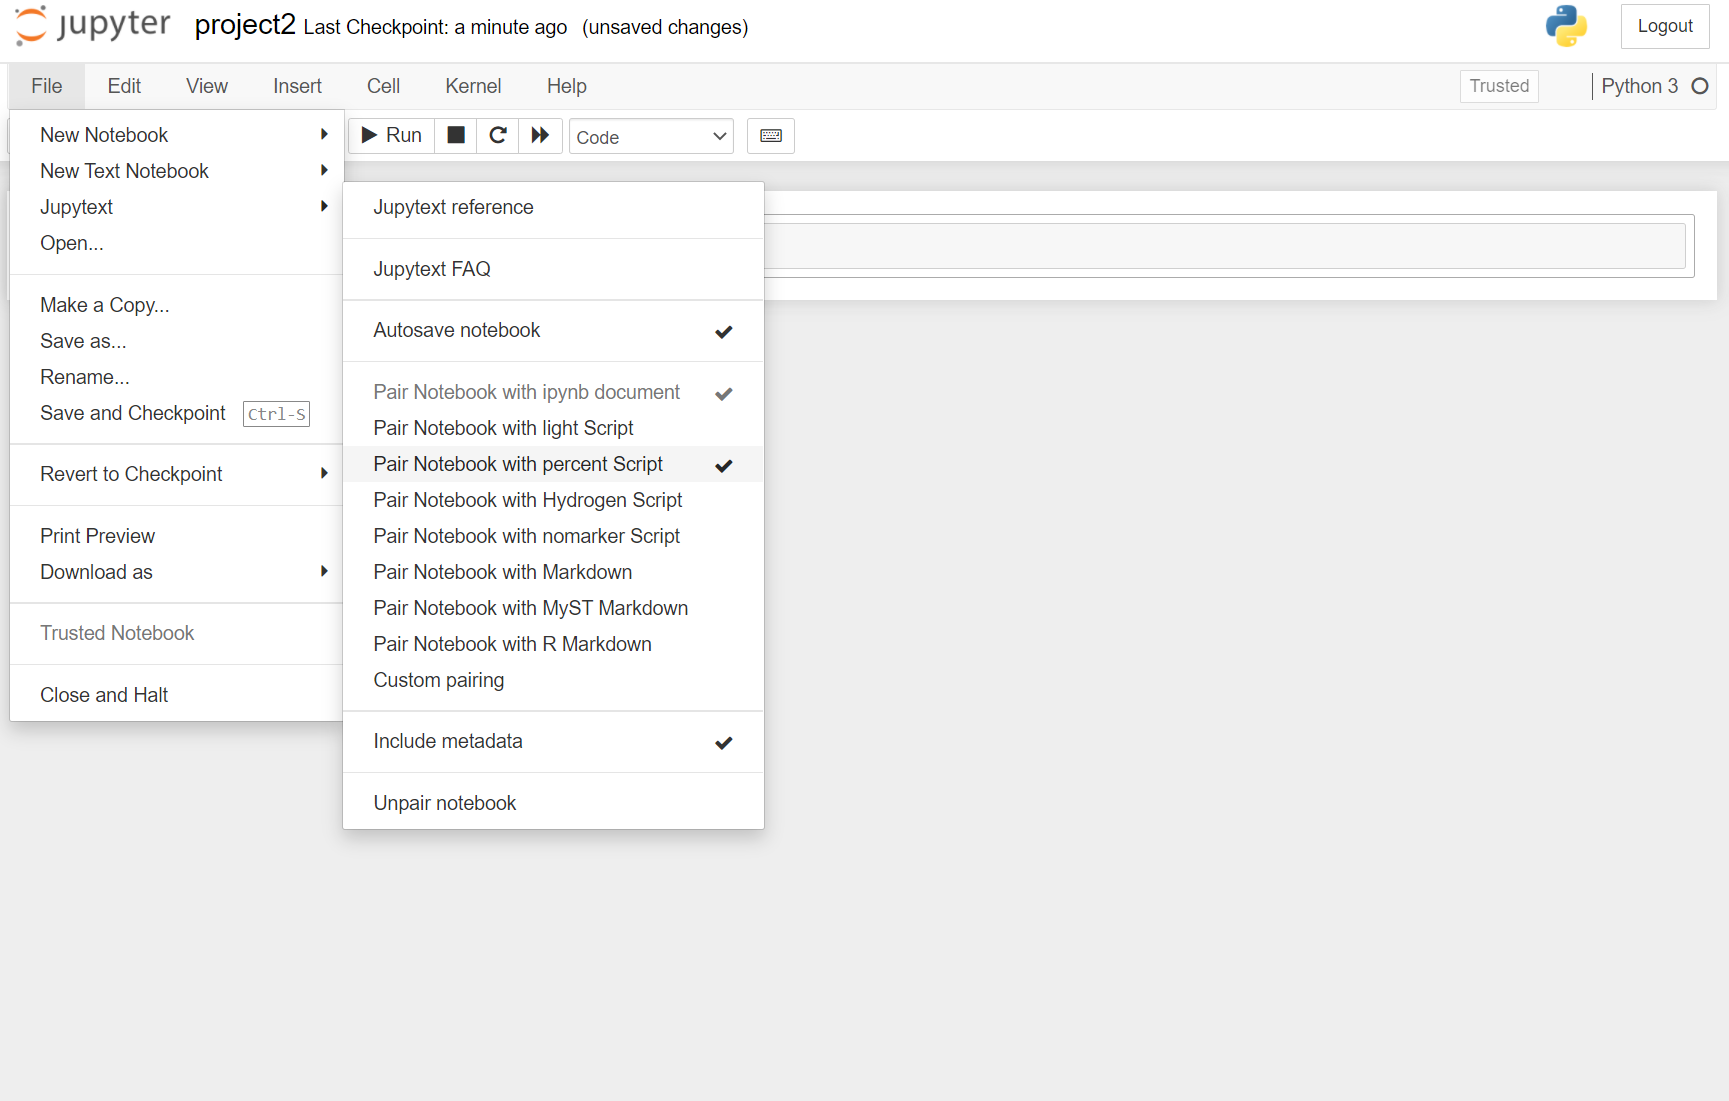 jupyter project2 Last Checkpoint: a minute ago (unsaved changes) Logout
File Edit View Insert Cell Kernel Help Trusted Python 3
Run Code
New Notebook
New Text Notebook
Jupytext
Open...
Make a Copy...
Save as...
Rename...
Save and Checkpoint Ctrl-S
Revert to Checkpoint
Print Preview
Download as
Trusted Notebook
Close and Halt
Jupytext reference
Jupytext FAQ
Autosave notebook
Pair Notebook with ipynb document
Pair Notebook with light Script
Pair Notebook with percent Script
Pair Notebook with Hydrogen Script
Pair Notebook with nomarker Script
Pair Notebook with Markdown
Pair Notebook with MyST Markdown
Pair Notebook with R Markdown
Custom pairing
Include metadata
Unpair notebook